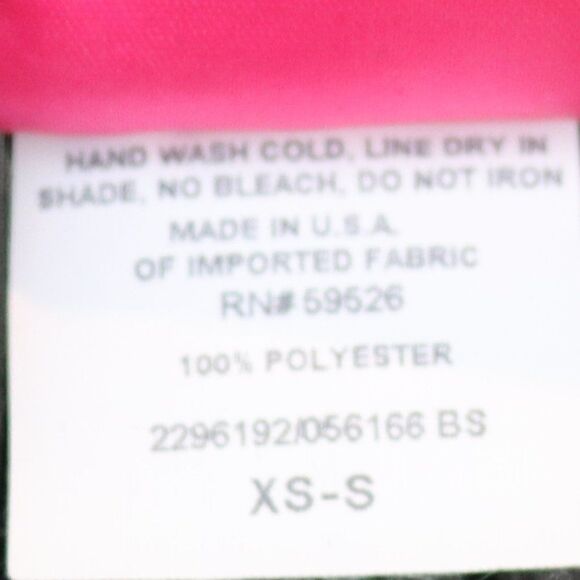 HAND WASH COLD, LINE DRY IN
SHADE, NO BLEACH, DO NOT IRON
MADE IN U.S.A.
OF IMPORTED FABRIC
RN# 59526
100% POLYESTER
2296192/056166 BS
XS-S